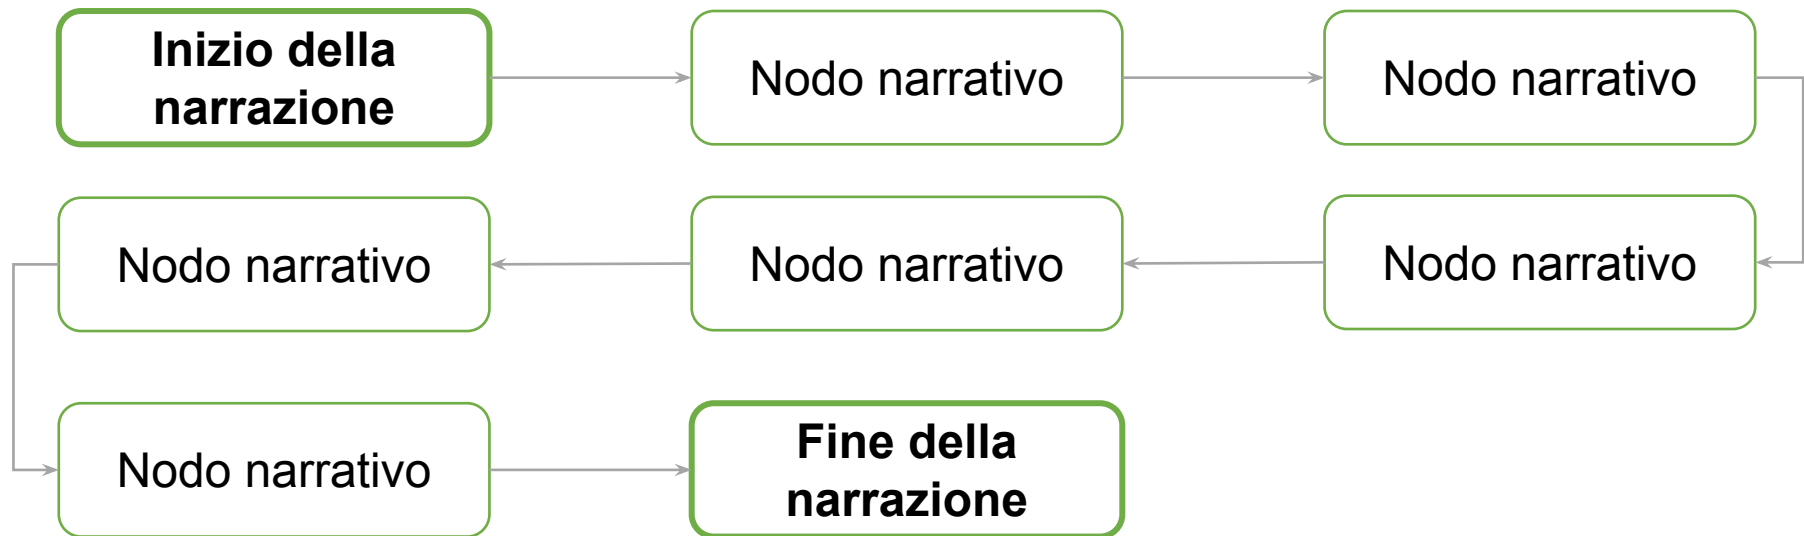 Inizio della
narrazione
Nodo narrativo
Nodo narrativo
Nodo narrativo
Nodo narrativo
Nodo narrativo
Nodo narrativo
Fine della
narrazione